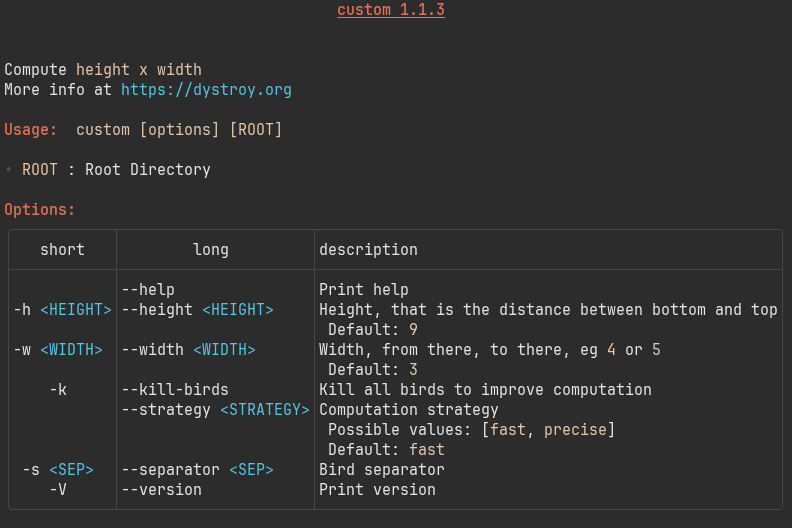 custom 1.1.3
Compute height x width
More info at https://dystroy.org
Usage: custom [options] [ROOT]
• ROOT : Root Directory
Options:
short long description
--help Print help
-h <HEIGHT> --height <HEIGHT> Height, that is the distance between bottom and top
Default: 9
-w <WIDTH> --width <WIDTH> Width, from there, to there, eg 4 or 5
Default: 3
-k --kill-birds Kill all birds to improve computation
--strategy <STRATEGY> Computation strategy
Possible values: [fast, precise]
Default: fast
-s <SEP> --separator <SEP> Bird separator
-V --version Print version